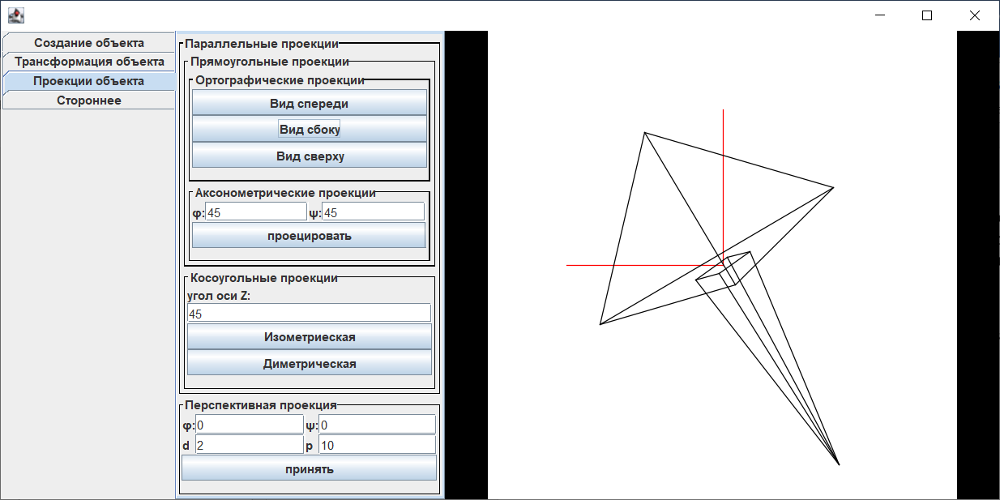 Создание объекта
Трансформация объекта
Проекции объекта
Стороннее
Параллельные проекции
Прямоугольные проекции
Ортографические проекции
Вид спереди
Вид сбоку
Вид сверху
Аксонометрические проекции
φ: 45 ψ: 45
проецировать
Косоугольные проекции
угол оси Z:
45
Изометриеская
Диметрическая
Перспективная проекция
φ: 0 ψ: 0
d 2 p 10
принять